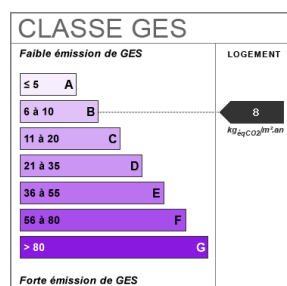 CLASSE GES
Faible émission de GES
LOGEMENT
≤ 5 A
6 à 10 B
8
kgéqCO2/m².an
11 à 20 C
21 à 35 D
36 à 55 E
56 à 80 F
> 80 G
Forte émission de GES